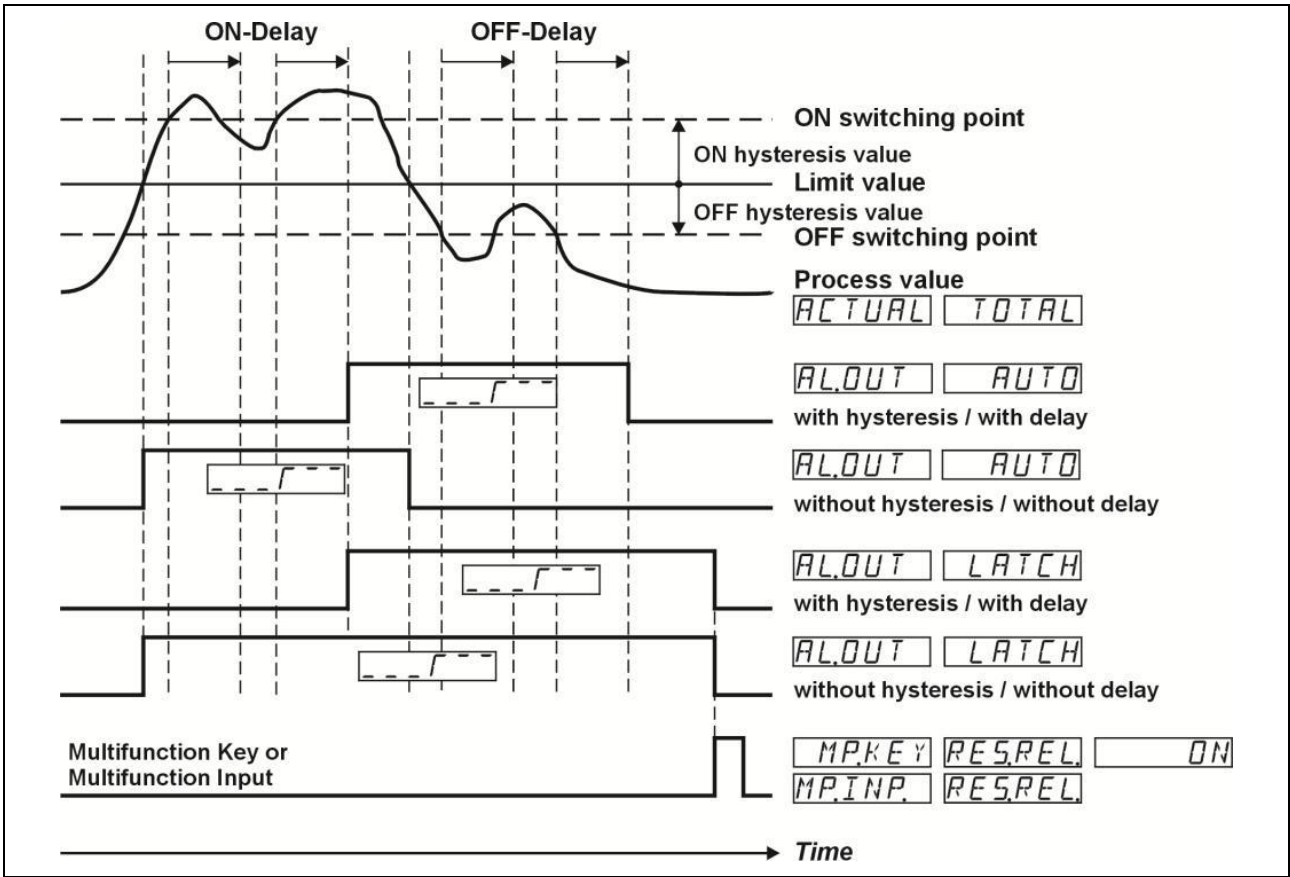 ON-Delay OFF-Delay
ON switching point
ON hysteresis value
Limit value
OFF hysteresis value
OFF switching point
Process value
ACTUAL TOTAL
AL.OUT AUTO
with hysteresis / with delay
AL.OUT AUTO
without hysteresis / without delay
AL.OUT LATCH
with hysteresis / with delay
AL.OUT LATCH
without hysteresis / without delay
Multifunction Key or
Multifunction Input
MP.KEY RES.REL. ON
MP.INP. RES.REL.
Time